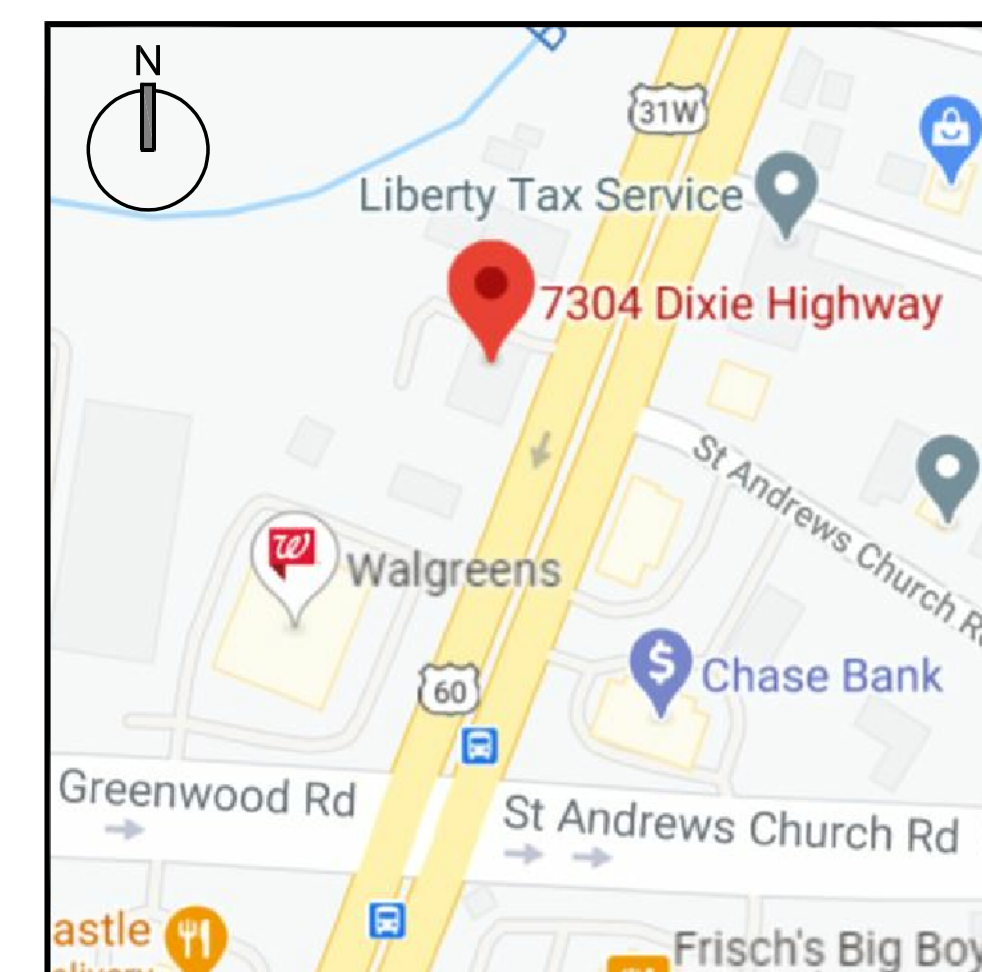 N
31W
Liberty Tax Service
7304 Dixie Highway
St Andrews Church Rd
Walgreens
60
$
Chase Bank
Greenwood Rd
St Andrews Church Rd
astle
Frisch's Big Boy